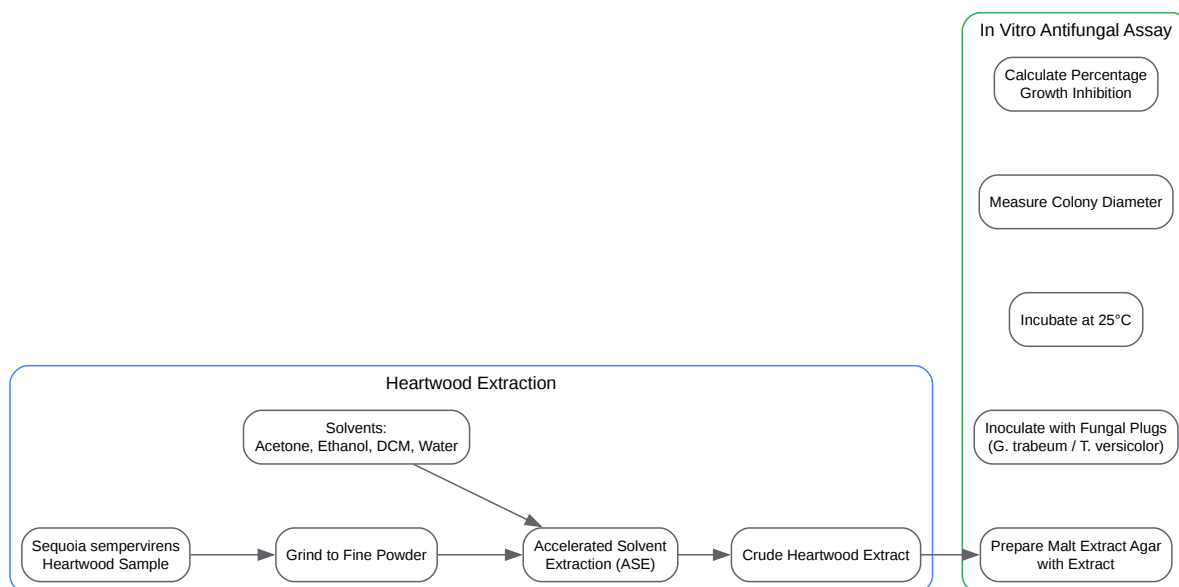 In Vitro Antifungal Assay
Calculate Percentage
Growth Inhibition
Measure Colony Diameter
Incubate at 25°C
Heartwood Extraction
Solvents:
Acetone, Ethanol, DCM, Water
Inoculate with Fungal Plugs
(G. trabeum / T. versicolor)
Sequoia sempervirens
Heartwood Sample
Grind to Fine Powder
Accelerated Solvent
Extraction (ASE)
Crude Heartwood Extract
Prepare Malt Extract Agar
with Extract